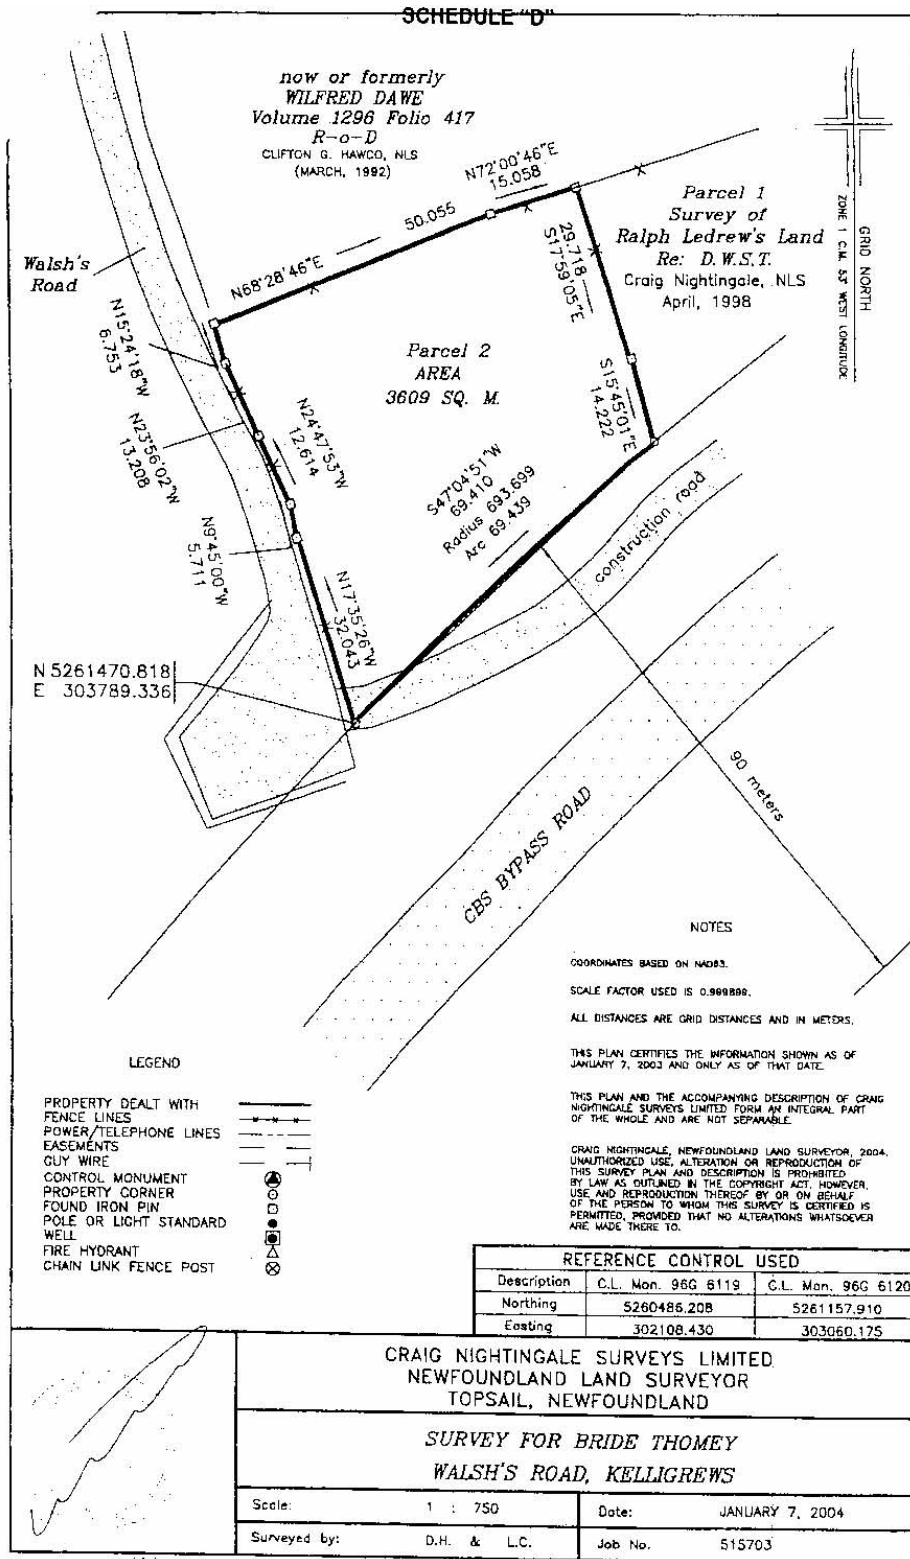 SCHEDULE "D"
now or formerly
WILFRED DAWE
Volume 1296 Folio 417
R-o-D
CLIFTON G. HAWCO, NLS
(MARCH, 1992)
N72°00'46"E
15.058
50.055
N68°28'46"E
Parcel 1
Survey of
Ralph Ledrew's Land
Re: D.W.S.T.
Craig Nightingale, NLS
April, 1998
GRID NORTH
ZONE 1 C.M. 53° WEST LONGITUDE
Walsh's
Road
29.718
S17°59'05"E
N15°24'18"W
6.753
Parcel 2
AREA
3609 SQ. M.
S15°45'01"E
14.222
N23°56'02"W
13.208
N24°47'53"W
12.614
S47°04'51"W
69.410
Radius 693.699
Arc 69.439
construction road
N9°45'00"W
5.711
N17°35'26"W
32.043
N 5261470.818
E 303789.336
90 meters
CBS BYPASS ROAD
NOTES
COORDINATES BASED ON NAD83.
SCALE FACTOR USED IS
ALL DISTANCES ARE GRID DISTANCES AND IN METERS.
THIS PLAN CERTIFIES THE INFORMATION SHOWN AS OF
JANUARY 7, 2003 AND ONLY AS OF THAT DATE.
THIS PLAN AND THE ACCOMPANYING DESCRIPTION OF CRAIG
NIGHTINGALE SURVEYS LIMITED FORM AN INTEGRAL PART
OF THE WHOLE AND ARE NOT SEPARABLE.
CRAIG NIGHTINGALE, NEWFOUNDLAND LAND SURVEYOR, 2004.
UNAUTHORIZED USE, ALTERATION OR REPRODUCTION OF
THIS SURVEY PLAN AND DESCRIPTION IS PROHIBITED
BY LAW AS OUTLINED IN THE COPYRIGHT ACT. HOWEVER,
USE AND REPRODUCTION THEREOF BY OR ON BEHALF
OF THE PERSON TO WHOM THIS SURVEY IS CERTIFIED IS
PERMITTED, PROVIDED THAT NO ALTERATIONS WHATSOEVER
ARE MADE THERE TO.
LEGEND
PROPERTY DEALT WITH
FENCE LINES
POWER/TELEPHONE LINES
EASEMENTS
GUY WIRE
CONTROL MONUMENT
PROPERTY CORNER
FOUND IRON PIN
POLE OR LIGHT STANDARD
WELL
FIRE HYDRANT
CHAIN LINK FENCE POST
REFERENCE CONTROL USED
Description C.L. Mon. 96G 6119 C.L. Mon. 96G 6120
Northing 5260486.208 5261157.910
Easting 302108.430 303060.175
CRAIG NIGHTINGALE SURVEYS LIMITED
NEWFOUNDLAND LAND SURVEYOR
TOPSAIL, NEWFOUNDLAND
SURVEY FOR BRIDE THOMEY
WALSH'S ROAD, KELLIGREWS
Scale: 1 : 750
Date: JANUARY 7, 2004
Surveyed by: D.H. & L.C.
Job No. 515703